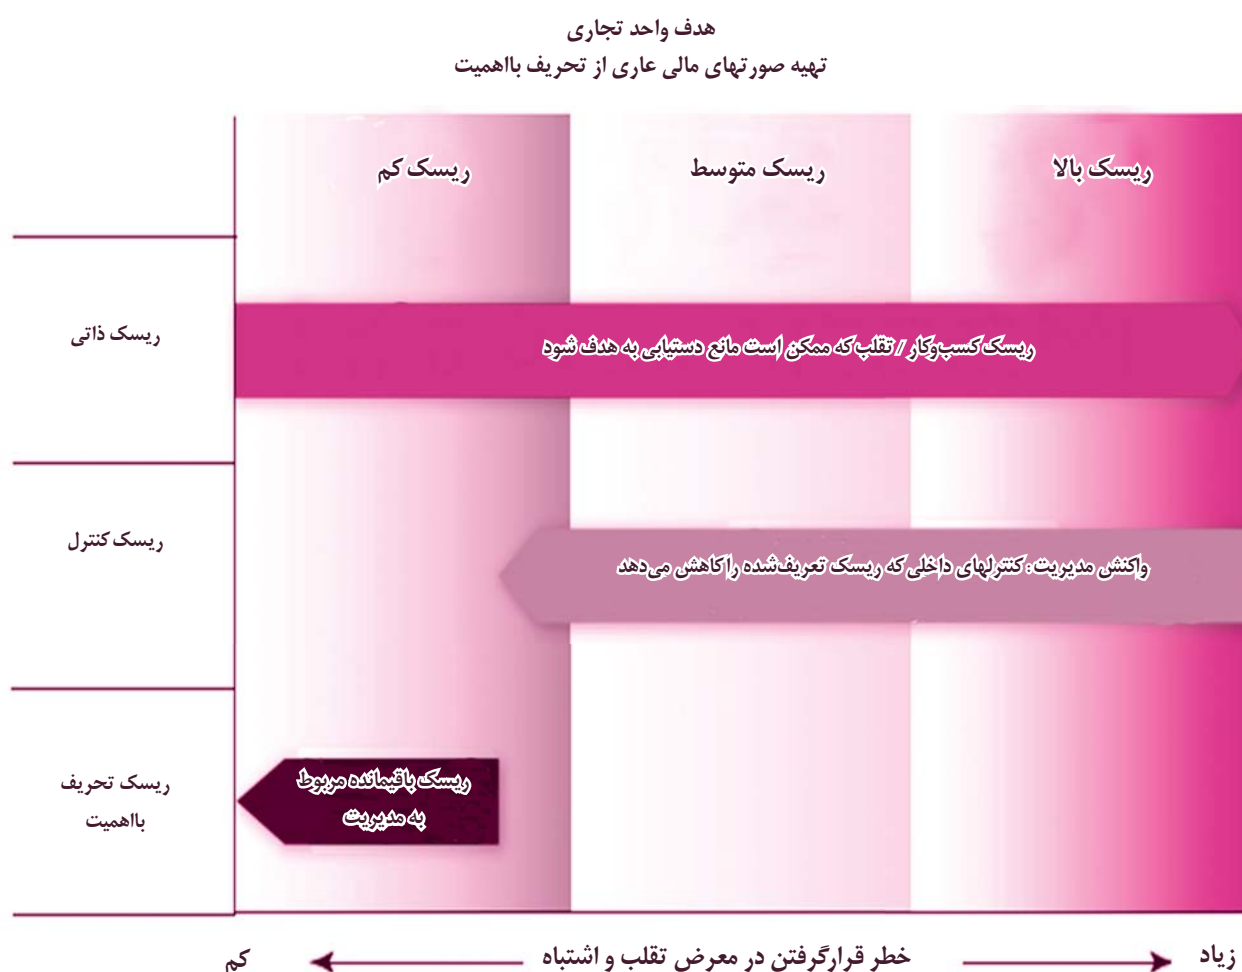 هدف واحد تجاری
تهیه صورتهای مالی عاری از تحریف بااهمیت
ریسک بالا
ریسک متوسط
ریسک کم
ریسک ذاتی
ریسک کسب‌وکار / تقلب که ممکن است مانع دستیابی به هدف شود
ریسک کنترل
واکنش مدیریت: کنترلهای داخلی که ریسک تعریف‌شده را کاهش می‌دهد
ریسک تحریف
بااهمیت
ریسک باقیمانده مربوط
به مدیریت
زیاد
خطر قرارگرفتن در معرض تقلب و اشتباه
کم